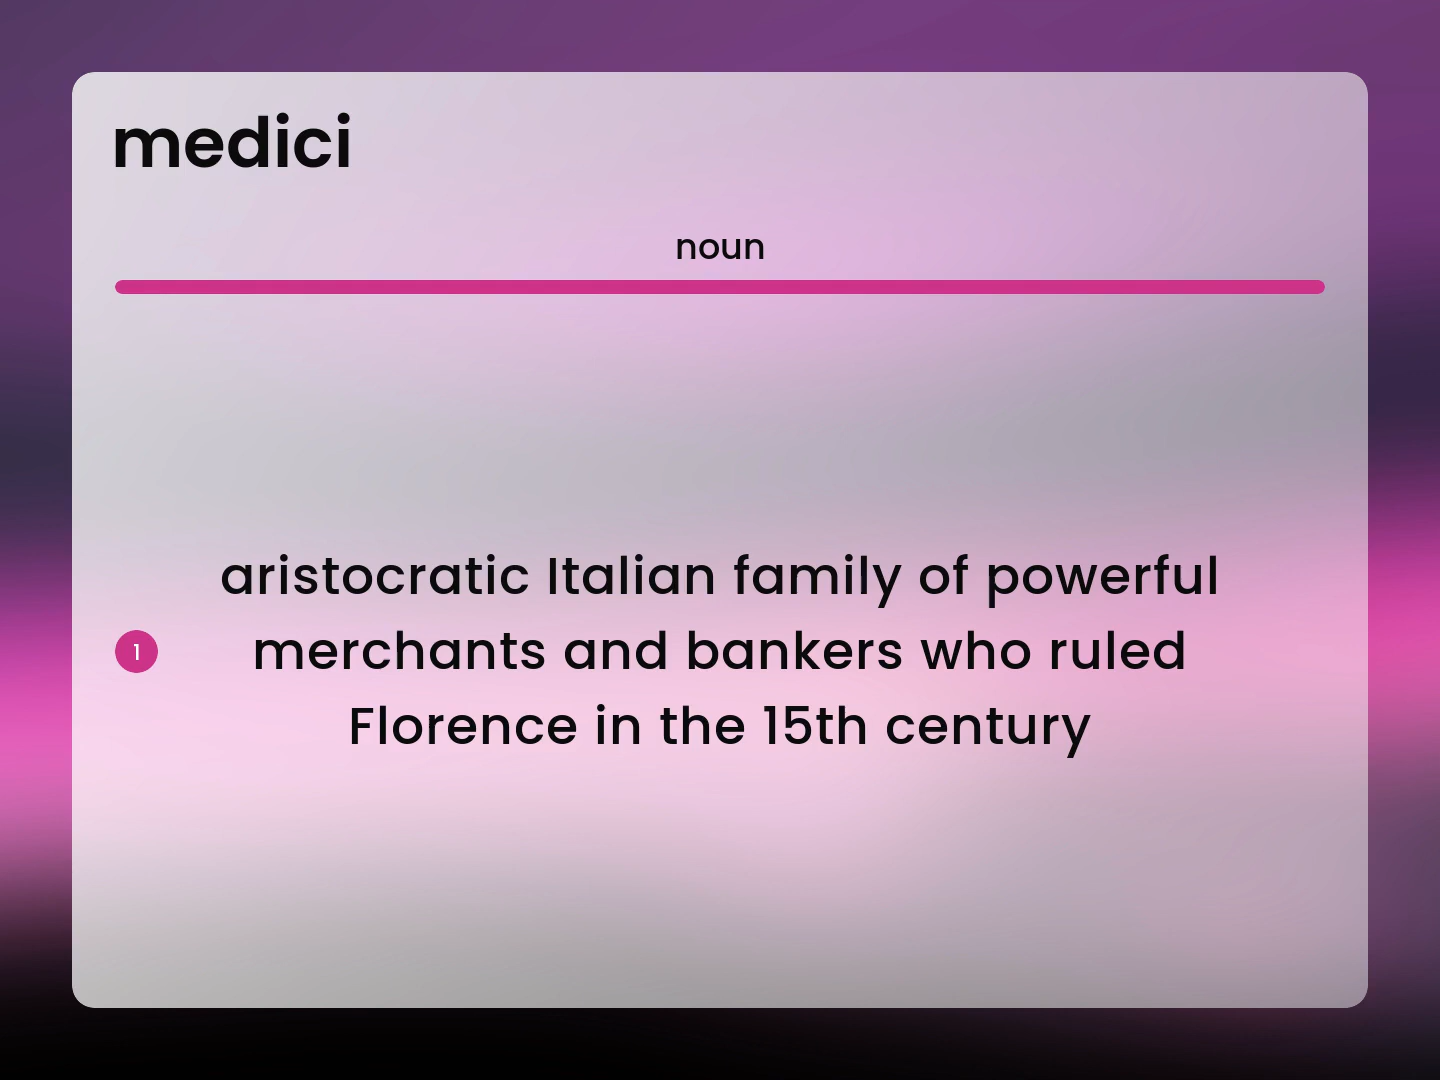 medici
noun
1
aristocratic Italian family of powerful
merchants and bankers who ruled
Florence in the 15th century